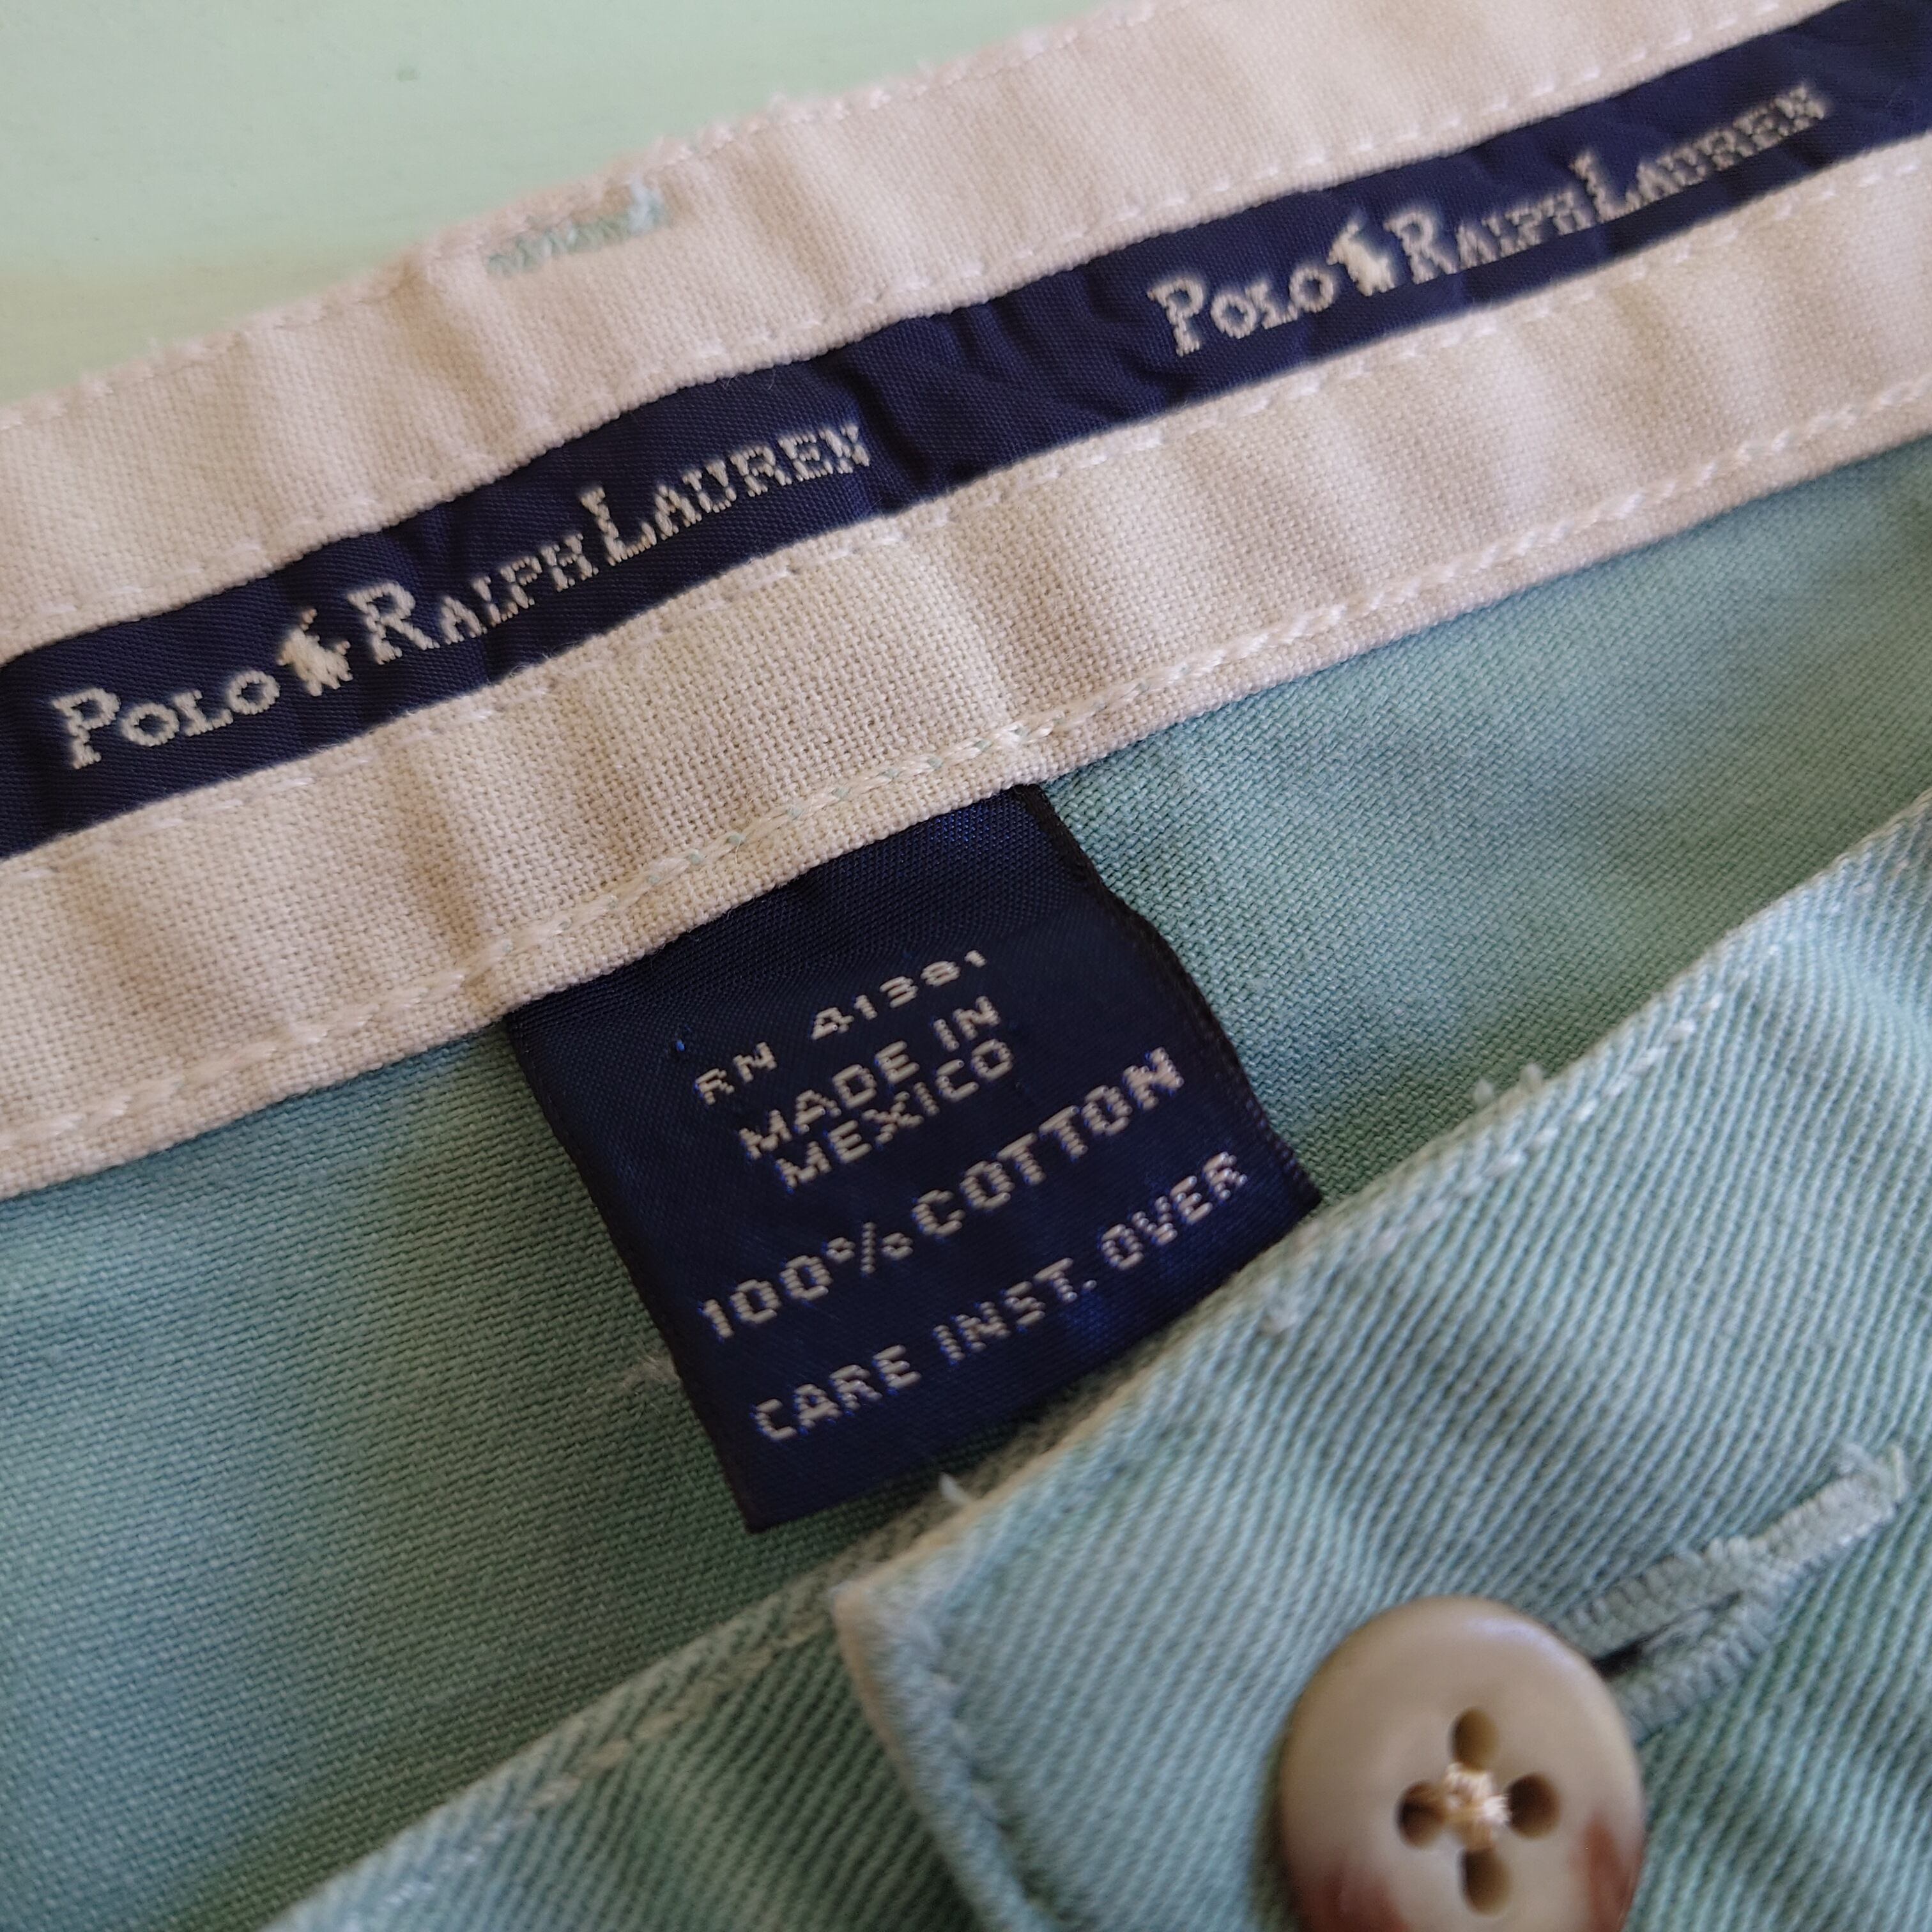 POLO RALPH LAUREN
POLO RALPH LAUREN
RN 41381
MADE IN
MEXICO
100% COTTON
CARE INST. OVER